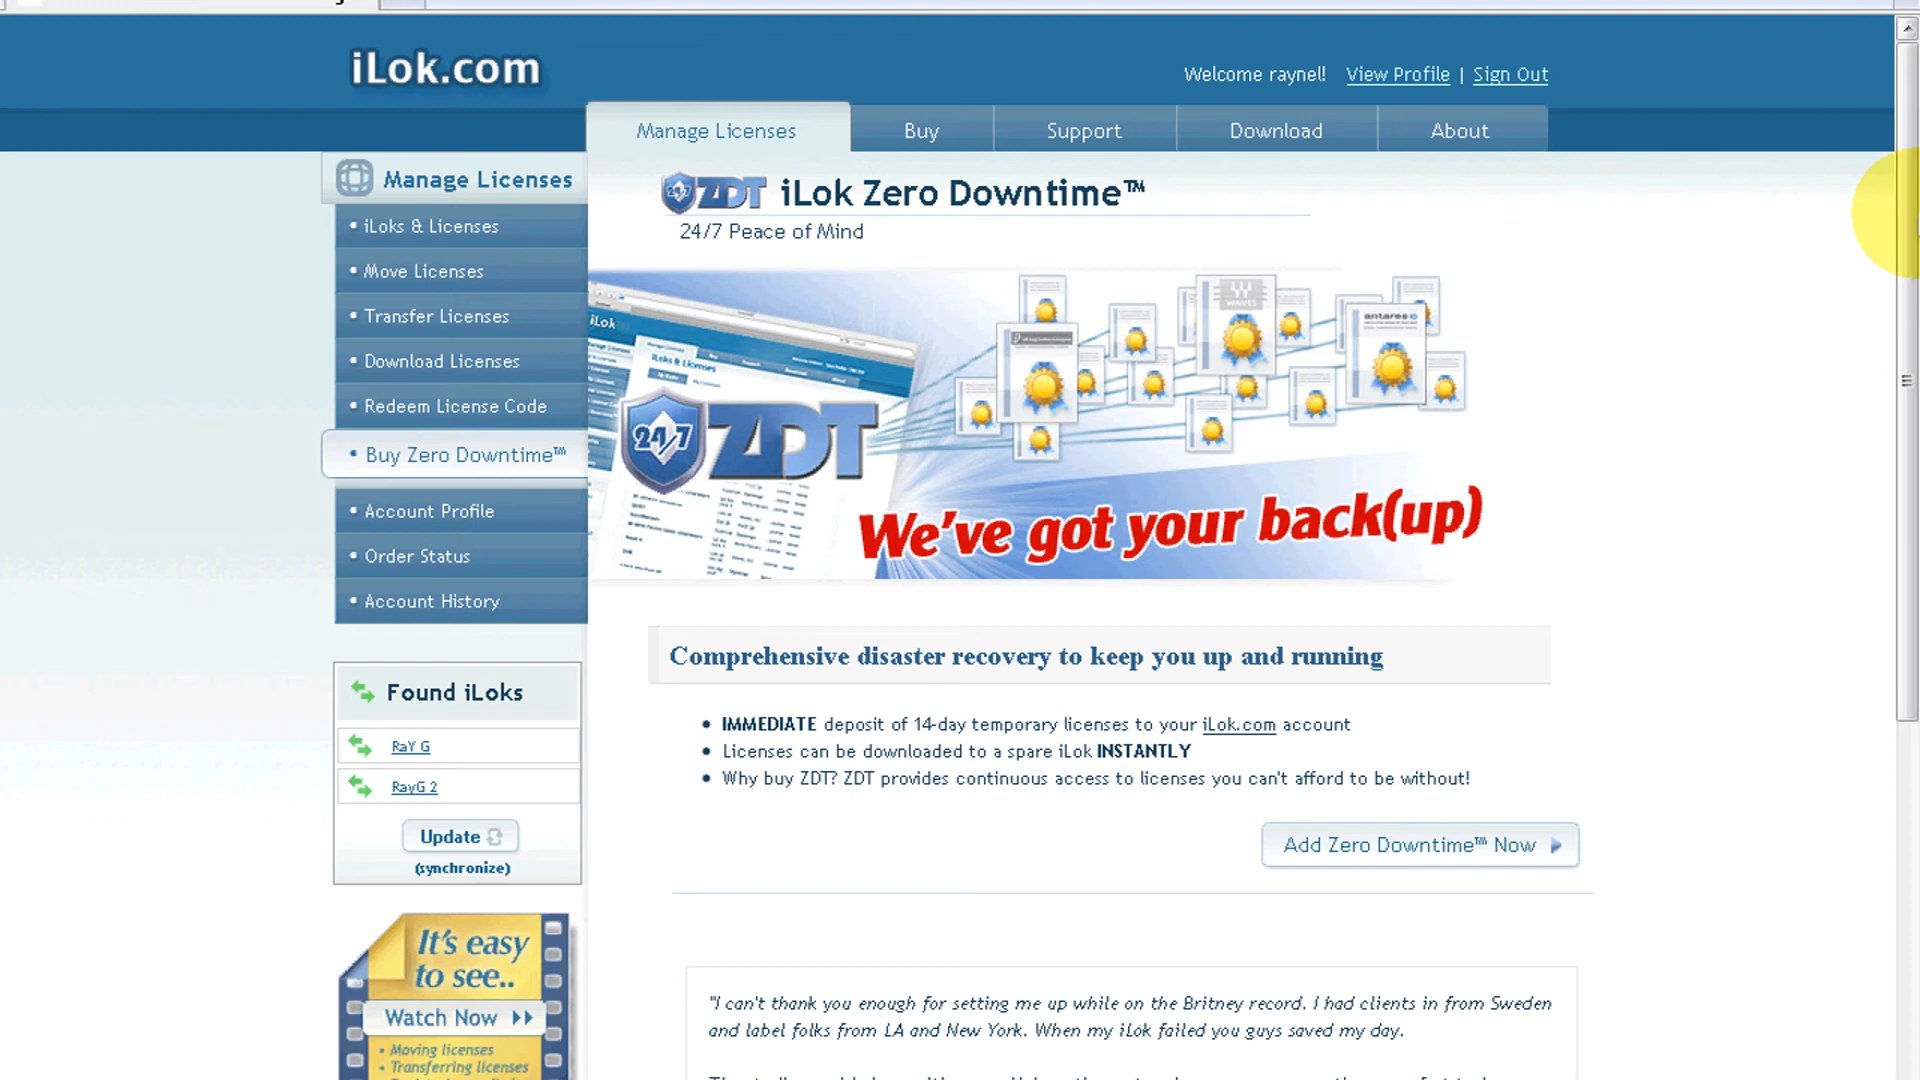 iLok.com
Welcome raynel! View Profile | Sign Out
Manage Licenses Buy Support Download About
Manage Licenses
• iLoks & Licenses
• Move Licenses
• Transfer Licenses
• Download Licenses
• Redeem License Code
• Buy Zero Downtime™
• Account Profile
• Order Status
• Account History
Found iLoks
RaY G
RayG 2
Update
(synchronize)
It's easy
to see..
Watch Now
• Moving licenses
• Transferring licenses
24/7 ZDT iLok Zero Downtime™
24/7 Peace of Mind
iLok
iLoks & Licenses
WAVES
antares
24/7 ZDT
We've got your back(up)
Comprehensive disaster recovery to keep you up and running
• IMMEDIATE deposit of 14-day temporary licenses to your iLok.com account
• Licenses can be downloaded to a spare iLok INSTANTLY
• Why buy ZDT? ZDT provides continuous access to licenses you can't afford to be without!
Add Zero Downtime™ Now
"I can't thank you enough for setting me up while on the Britney record. I had clients in from Sweden
and label folks from LA and New York. When my iLok failed you guys saved my day.